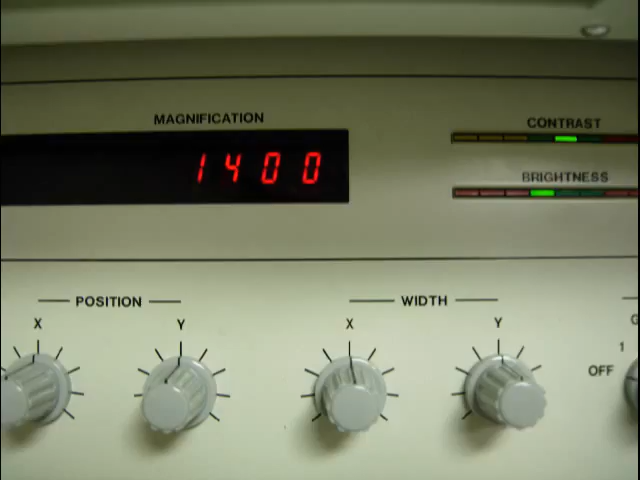 MAGNIFICATION
CONTRAST
1400
BRIGHTNESS
POSITION
WIDTH
X
Y
X
Y
1
OFF